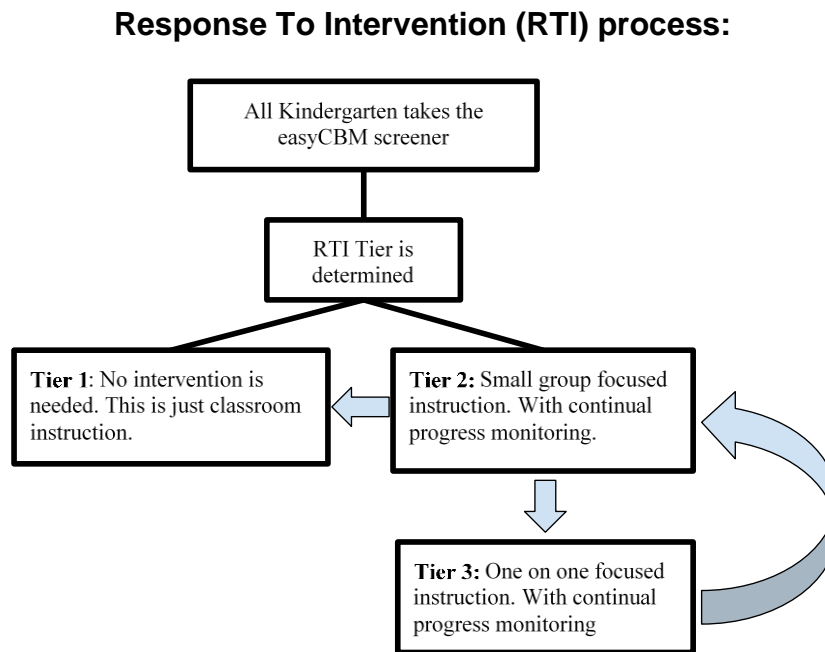 Response To Intervention (RTI) process:
All Kindergarten takes the
easyCBM screener
RTI Tier is
determined
Tier 1: No intervention is
needed. This is just classroom
instruction.
Tier 2: Small group focused
instruction. With continual
progress monitoring.
Tier 3: One on one focused
instruction. With continual
progress monitoring